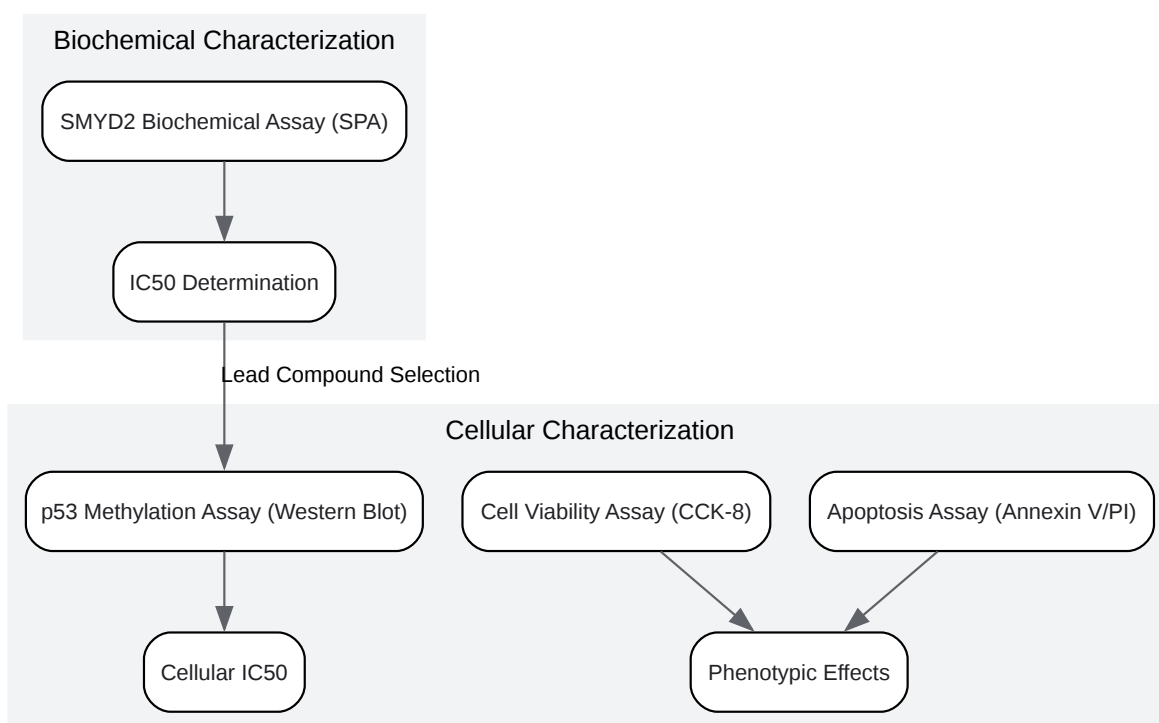 Biochemical Characterization
SMYD2 Biochemical Assay (SPA)
IC50 Determination
Lead Compound Selection
Cellular Characterization
p53 Methylation Assay (Western Blot)
Cell Viability Assay (CCK-8)
Apoptosis Assay (Annexin V/PI)
Cellular IC50
Phenotypic Effects